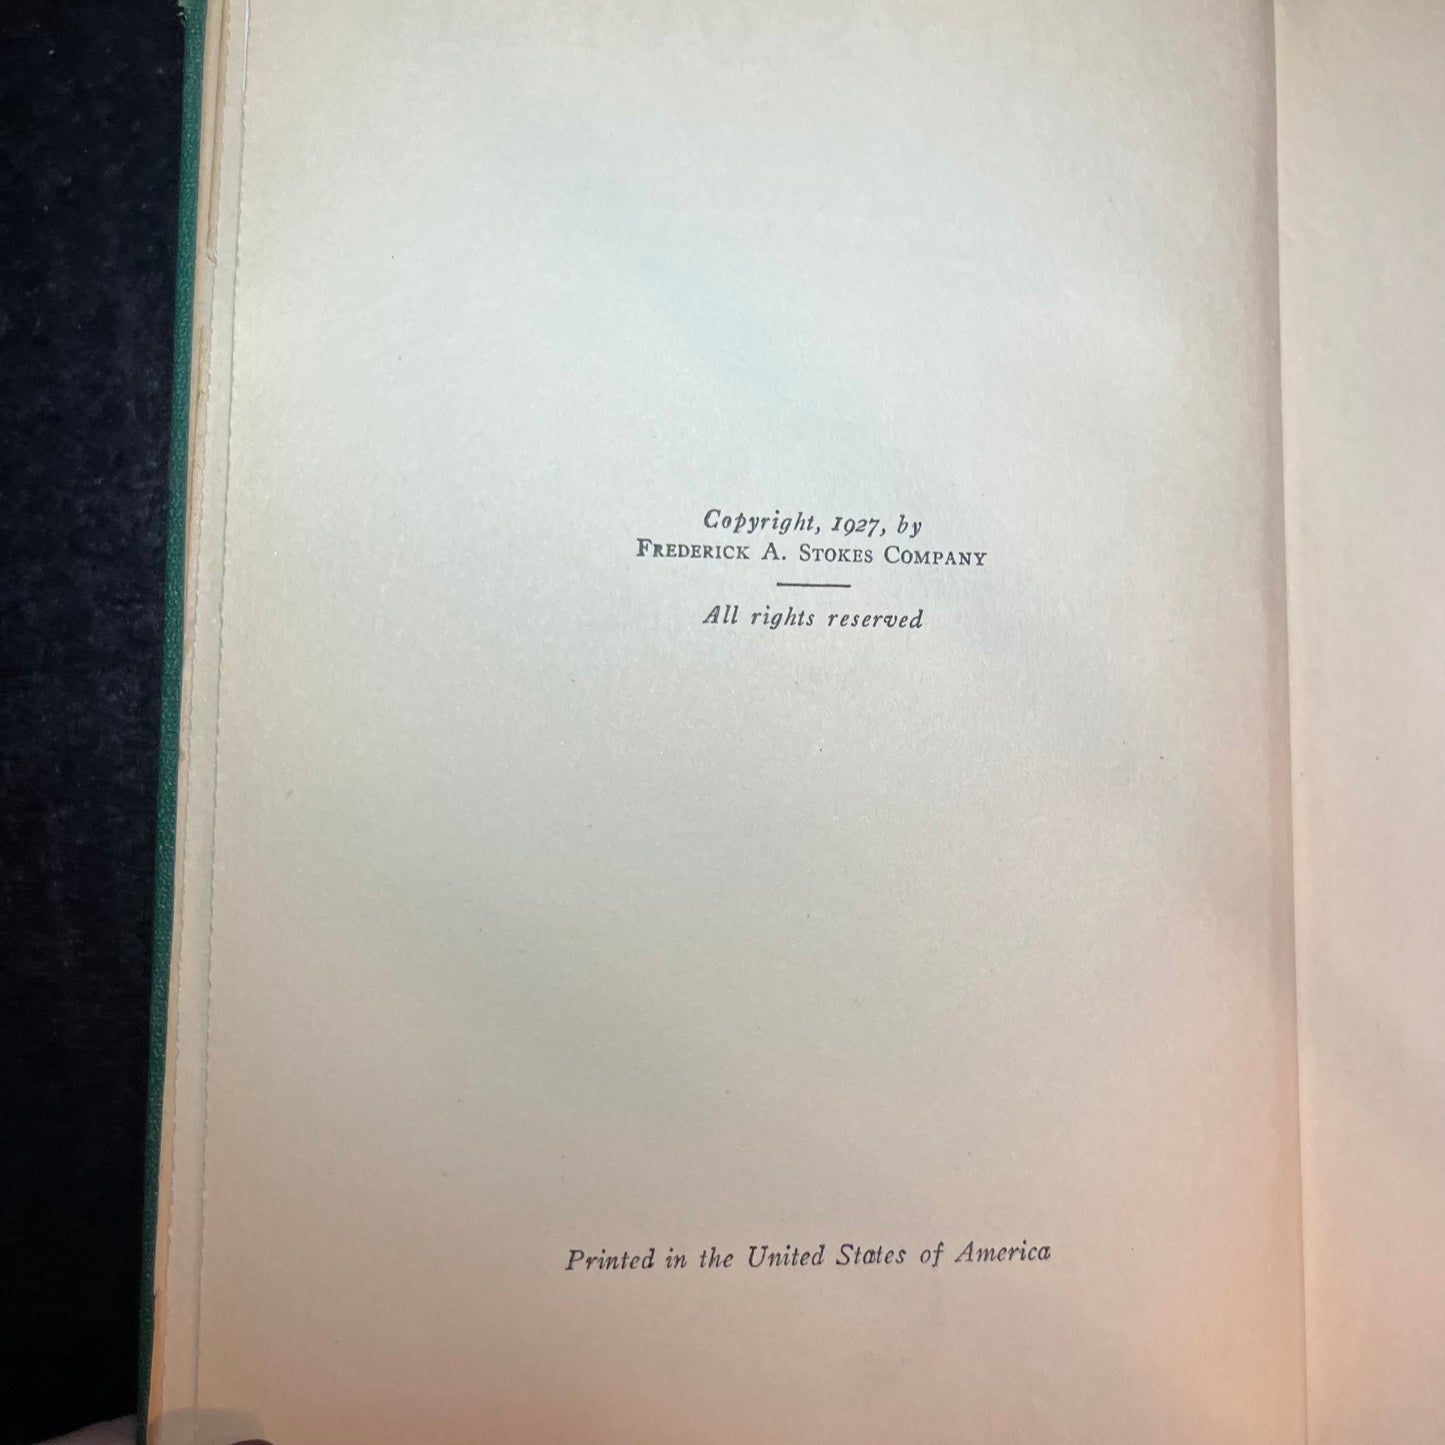 Copyright, 1927, by
FREDERICK A. STOKES COMPANY
All rights reserved
Printed in the United States of America